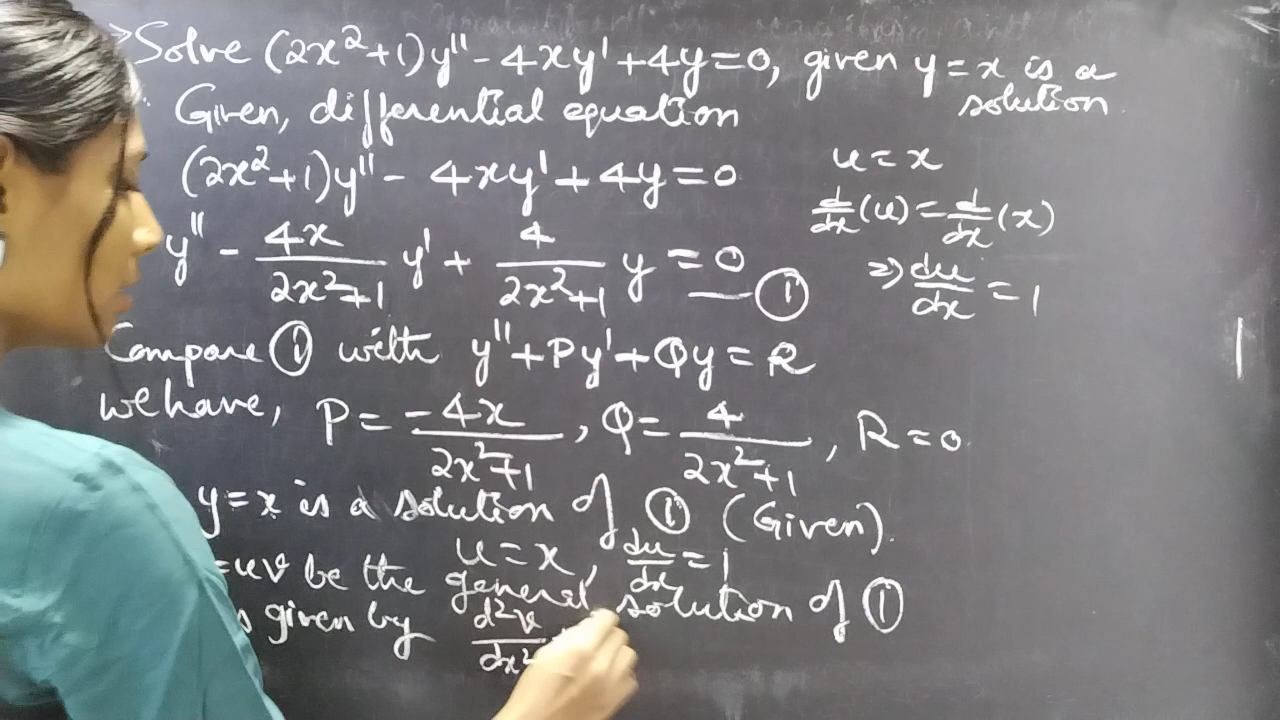 Solve (2x²+1)y'' - 4xy' + 4y = 0, given y = x is a solution.
Given, differential equation
(2x²+1)y'' - 4xy' + 4y = 0
y'' - 4x/(2x²+1) y' + 4/(2x²+1) y = 0 — ①
Compare ① with y'' + Py' + Qy = R
we have, P = -4x/(2x²+1), Q = 4/(2x²+1), R = 0
y = x is a solution of ① (Given).
u = x, du/dx = 1
= uv be the general solution of ①
given by d²v/dx²
u = x
d/dx (u) = d/dx (x)
⇒ du/dx = 1